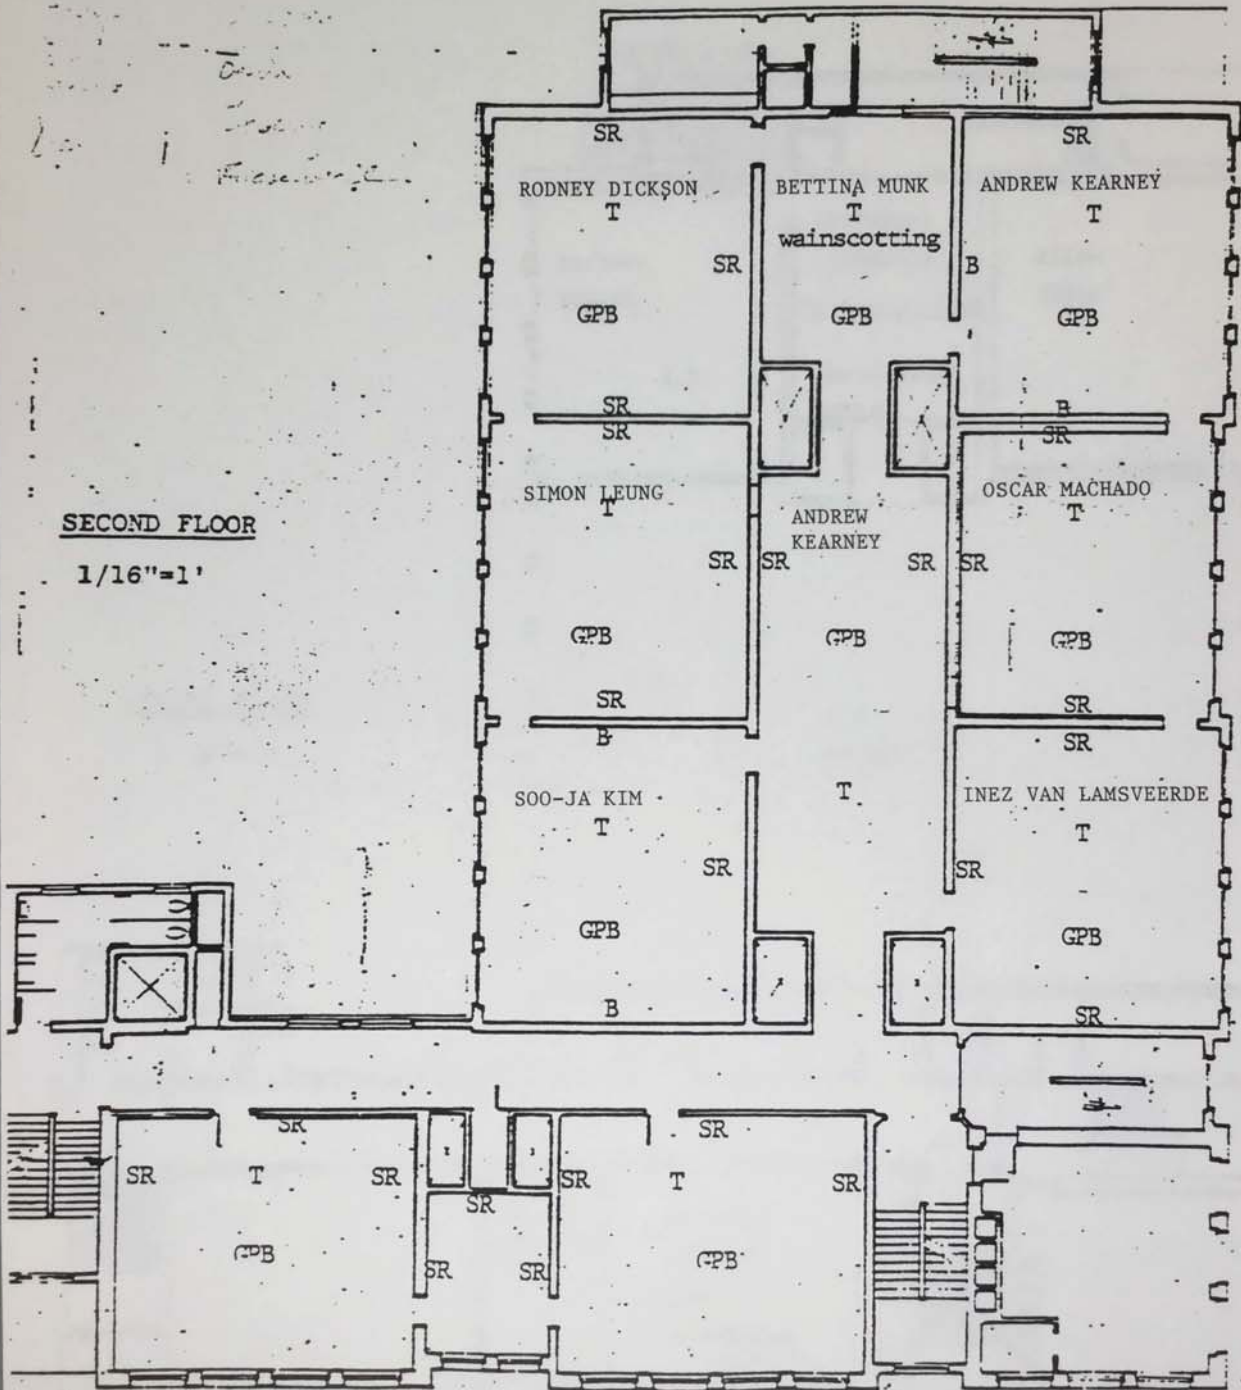 SR
SR
RODNEY DICKSON
BETTINA MUNK
ANDREW KEARNEY
T
T
T
wainscotting
SR
B
GPB
GPB
GPB
SR
B
SR
SR
SIMON LEUNG
OSCAR MACHADO
T
T
SECOND FLOOR
1/16"=1'
ANDREW
KEARNEY
SR
SR
SR
SR
GPB
GPB
GPB
SR
SR
B
SR
SOO-JA KIM
T
INEZ VAN LAMSVEERDE
T
T
SR
SR
GPB
GPB
B
SR
SR
SR
SR
T
SR
SR
T
SR
SR
GPB
GPB
SR
SR